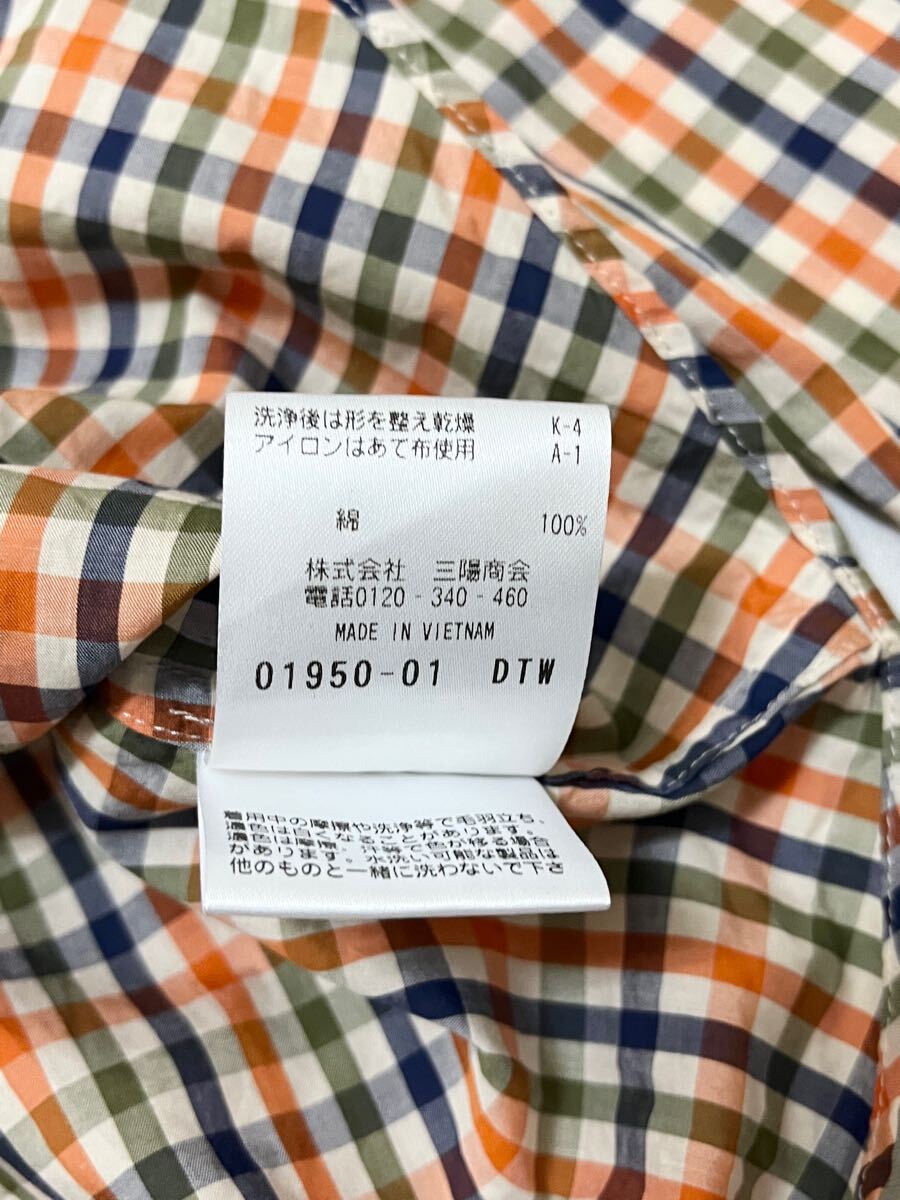 洗浄後は形を整え乾燥 K-4
アイロンはあて布使用 A-1
綿 100%
株式会社 三陽商会
電話0120-340-460
MADE IN VIETNAM
01950-01 DTW
着用中の摩擦や洗浄等で毛羽立ち、
濃色は白くなることがあります。
濃色は摩擦、汗等で色が移る場合
があります。水洗い可能な製品は
他のものと一緒に洗わないで下さ